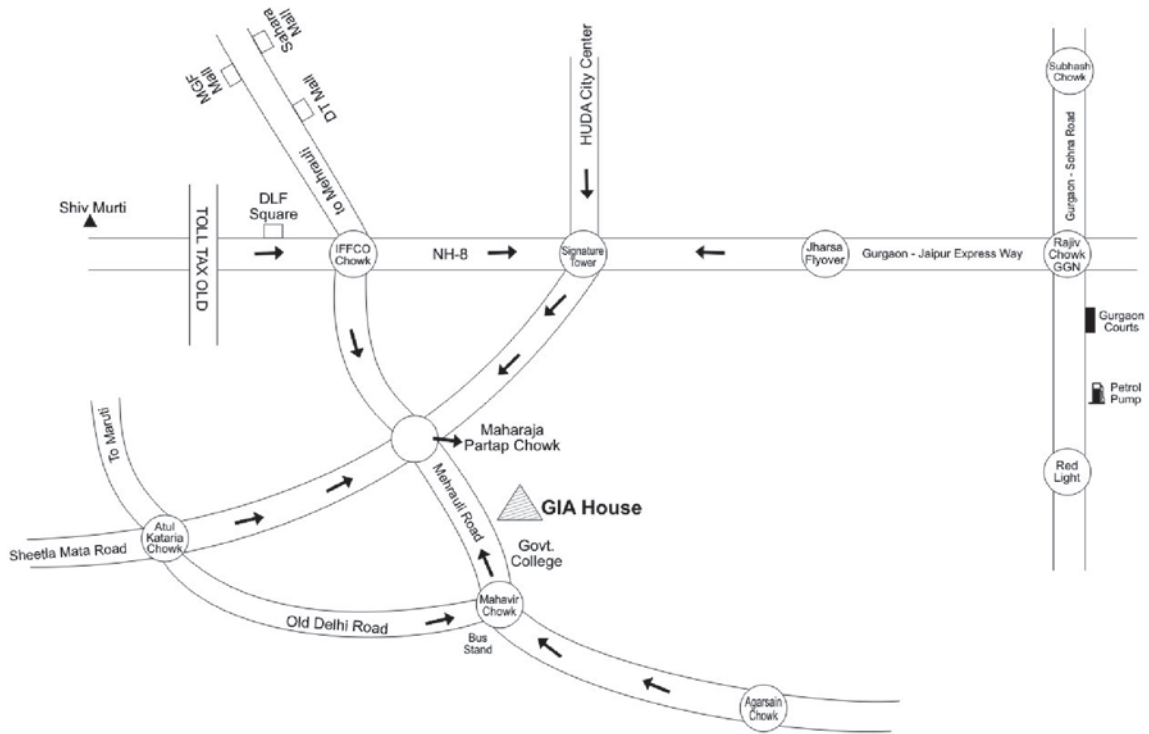 Sahara
Mall
MGF
Mall
DT Mall
to Mehrauli
HUDA City Center
Subhash
Chowk
Gurgaon - Sohna Road
Shiv Murti
TOLL TAX OLD
DLF
Square
IFFCO
Chowk
NH-8
Signature
Tower
Jharsa
Flyover
Gurgaon - Jaipur Express Way
Rajiv
Chowk
GGN
Gurgaon
Courts
Petrol
Pump
Red
Light
To Maruti
Maharaja
Partap Chowk
Mehrauli Road
GIA House
Govt.
College
Atul
Kataria
Chowk
Sheetla Mata Road
Old Delhi Road
Mahavir
Chowk
Bus
Stand
Agarsain
Chowk